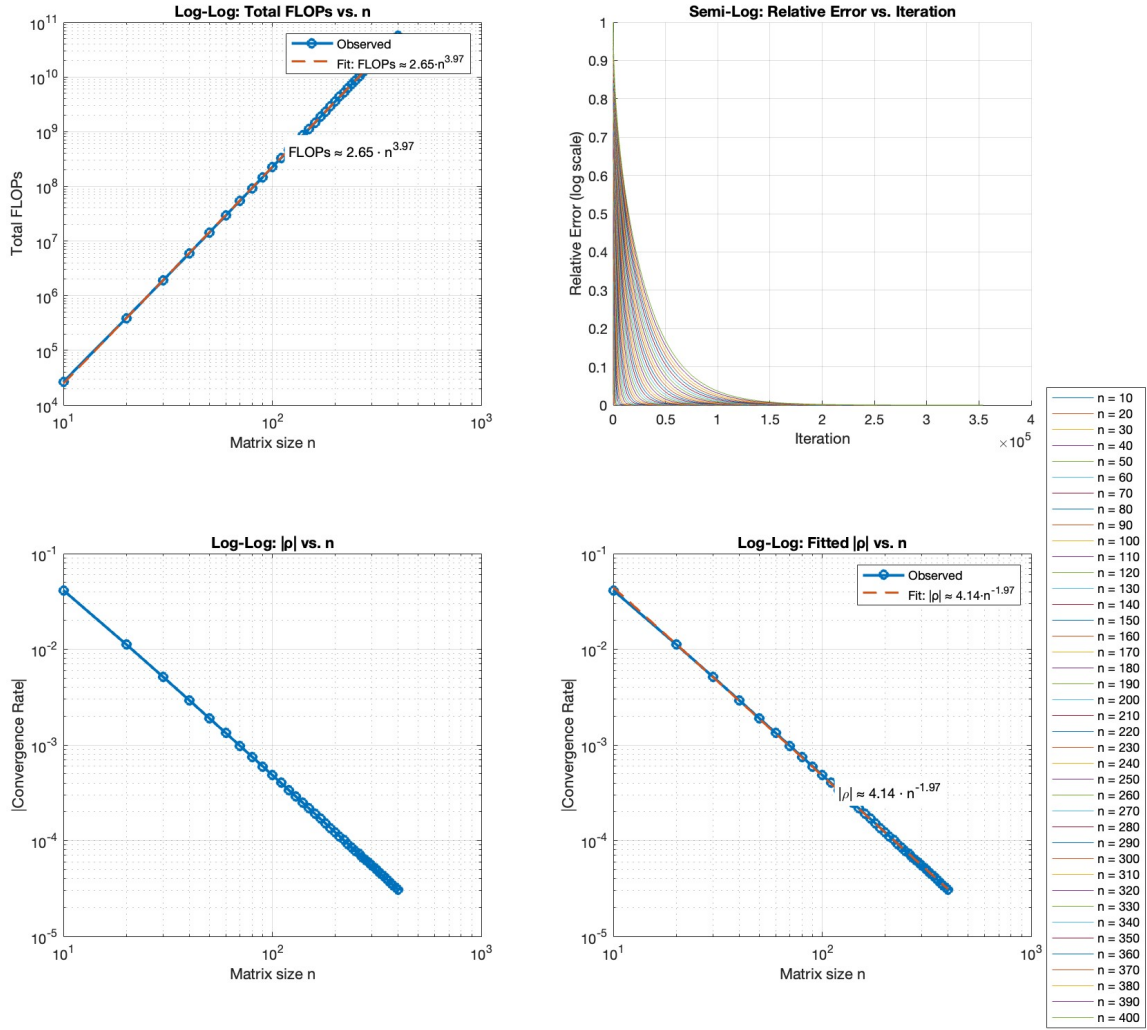 Log-Log: Total FLOPs vs. n
10^11
10^10
10^9
10^8
10^7
10^6
10^5
10^4
Total FLOPs
Observed
Fit: FLOPs ≈ 2.65·n^3.97
FLOPs ≈ 2.65 · n^3.97
10^1
10^2
10^3
Matrix size n
Semi-Log: Relative Error vs. Iteration
1
0.9
0.8
0.7
0.6
0.5
0.4
0.3
0.2
0.1
0
Relative Error (log scale)
0
0.5
1
1.5
2
2.5
3
3.5
4
×10^5
Iteration
Log-Log: |ρ| vs. n
10^-1
10^-2
10^-3
10^-4
10^-5
|Convergence Rate|
10^1
10^2
10^3
Matrix size n
Log-Log: Fitted |ρ| vs. n
10^-1
10^-2
10^-3
10^-4
10^-5
|Convergence Rate|
Observed
Fit: |ρ| ≈ 4.14·n^-1.97
|ρ| ≈ 4.14 · n^-1.97
10^1
10^2
10^3
Matrix size n
n = 10
n = 20
n = 30
n = 40
n = 50
n = 60
n = 70
n = 80
n = 90
n = 100
n = 110
n = 120
n = 130
n = 140
n = 150
n = 160
n = 170
n = 180
n = 190
n = 200
n = 210
n = 220
n = 230
n = 240
n = 250
n = 260
n = 270
n = 280
n = 290
n = 300
n = 310
n = 320
n = 330
n = 340
n = 350
n = 360
n = 370
n = 380
n = 390
n = 400